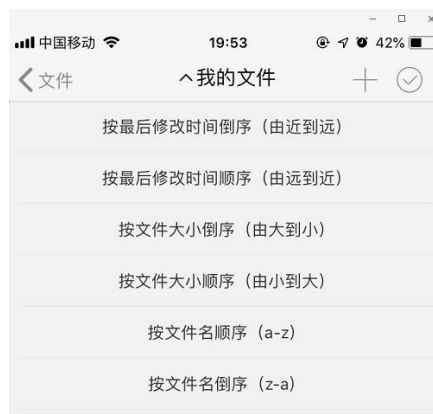 中国移动 19:53 42%
文件 我的文件
按最后修改时间倒序（由近到远）
按最后修改时间顺序（由远到近）
按文件大小倒序（由大到小）
按文件大小顺序（由小到大）
按文件名顺序（a-z）
按文件名倒序（z-a）